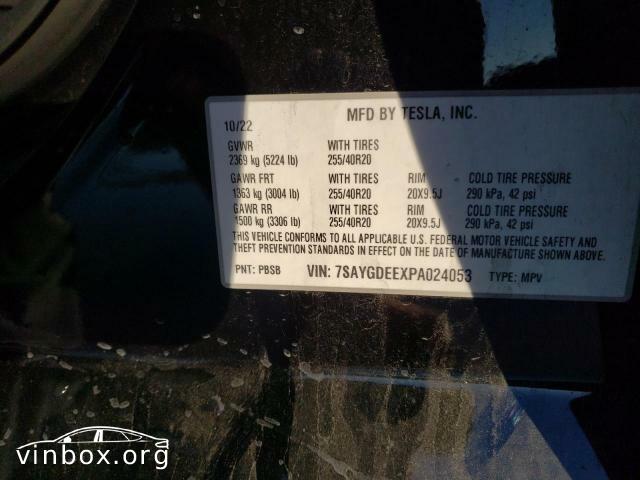 MFD BY TESLA, INC.
10/22
GVWR WITH TIRES
2369 kg (5224 lb) 255/40R20
GAWR FRT WITH TIRES RIM COLD TIRE PRESSURE
1363 kg (3004 lb) 255/40R20 20X9.5J 290 kPa, 42 psi
GAWR RR WITH TIRES RIM COLD TIRE PRESSURE
1500 kg (3306 lb) 255/40R20 20X9.5J 290 kPa, 42 psi
THIS VEHICLE CONFORMS TO ALL APPLICABLE U.S. FEDERAL MOTOR VEHICLE SAFETY AND
THEFT PREVENTION STANDARDS IN EFFECT ON THE DATE OF MANUFACTURE SHOWN ABOVE.
PNT: PBSB VIN: 7SAYGDEEXPA024053 TYPE: MPV
vinbox.org